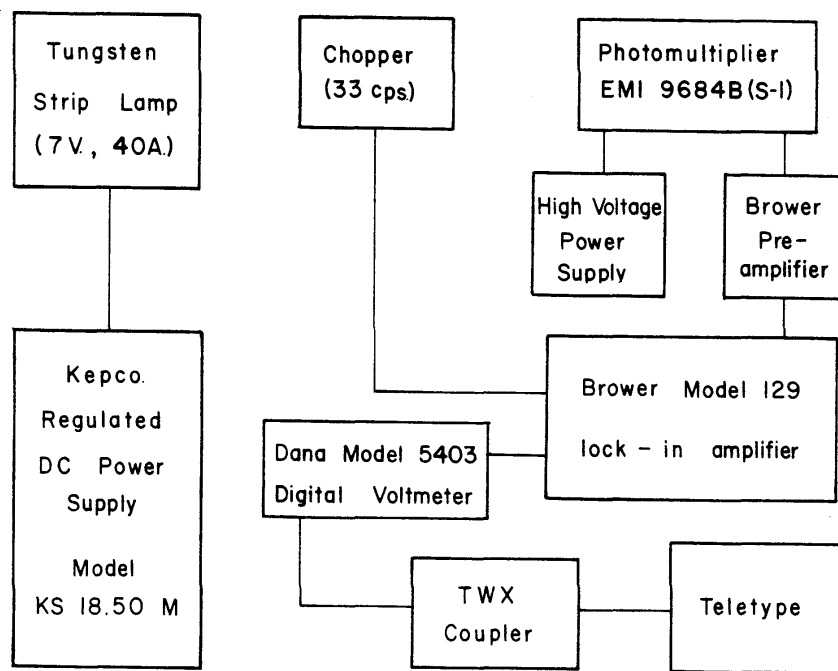 Tungsten
Strip Lamp
(7V., 40A.)
Chopper
(33 cps.)
Photomultiplier
EMI 9684B (S-1)
High Voltage
Power
Supply
Brower
Pre-
amplifier
Kepco.
Regulated
DC Power
Supply
Model
KS 18.50 M
Brower Model 129
lock-in amplifier
Dana Model 5403
Digital Voltmeter
TWX
Coupler
Teletype